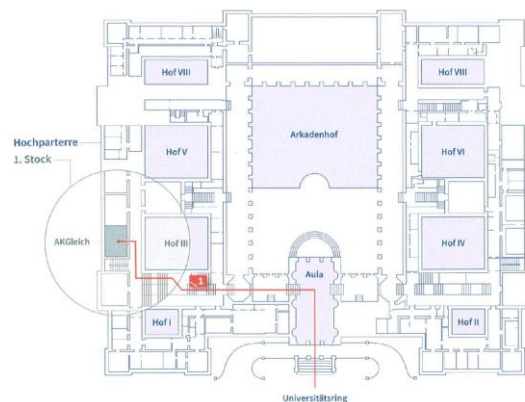 Hof VIII
Hof VIII
Hochparterre
1. Stock
Hof V
Arkadenhof
Hof VI
AKGleich
Hof III
Hof IV
1
Aula
Hof I
Hof II
Universitätsring